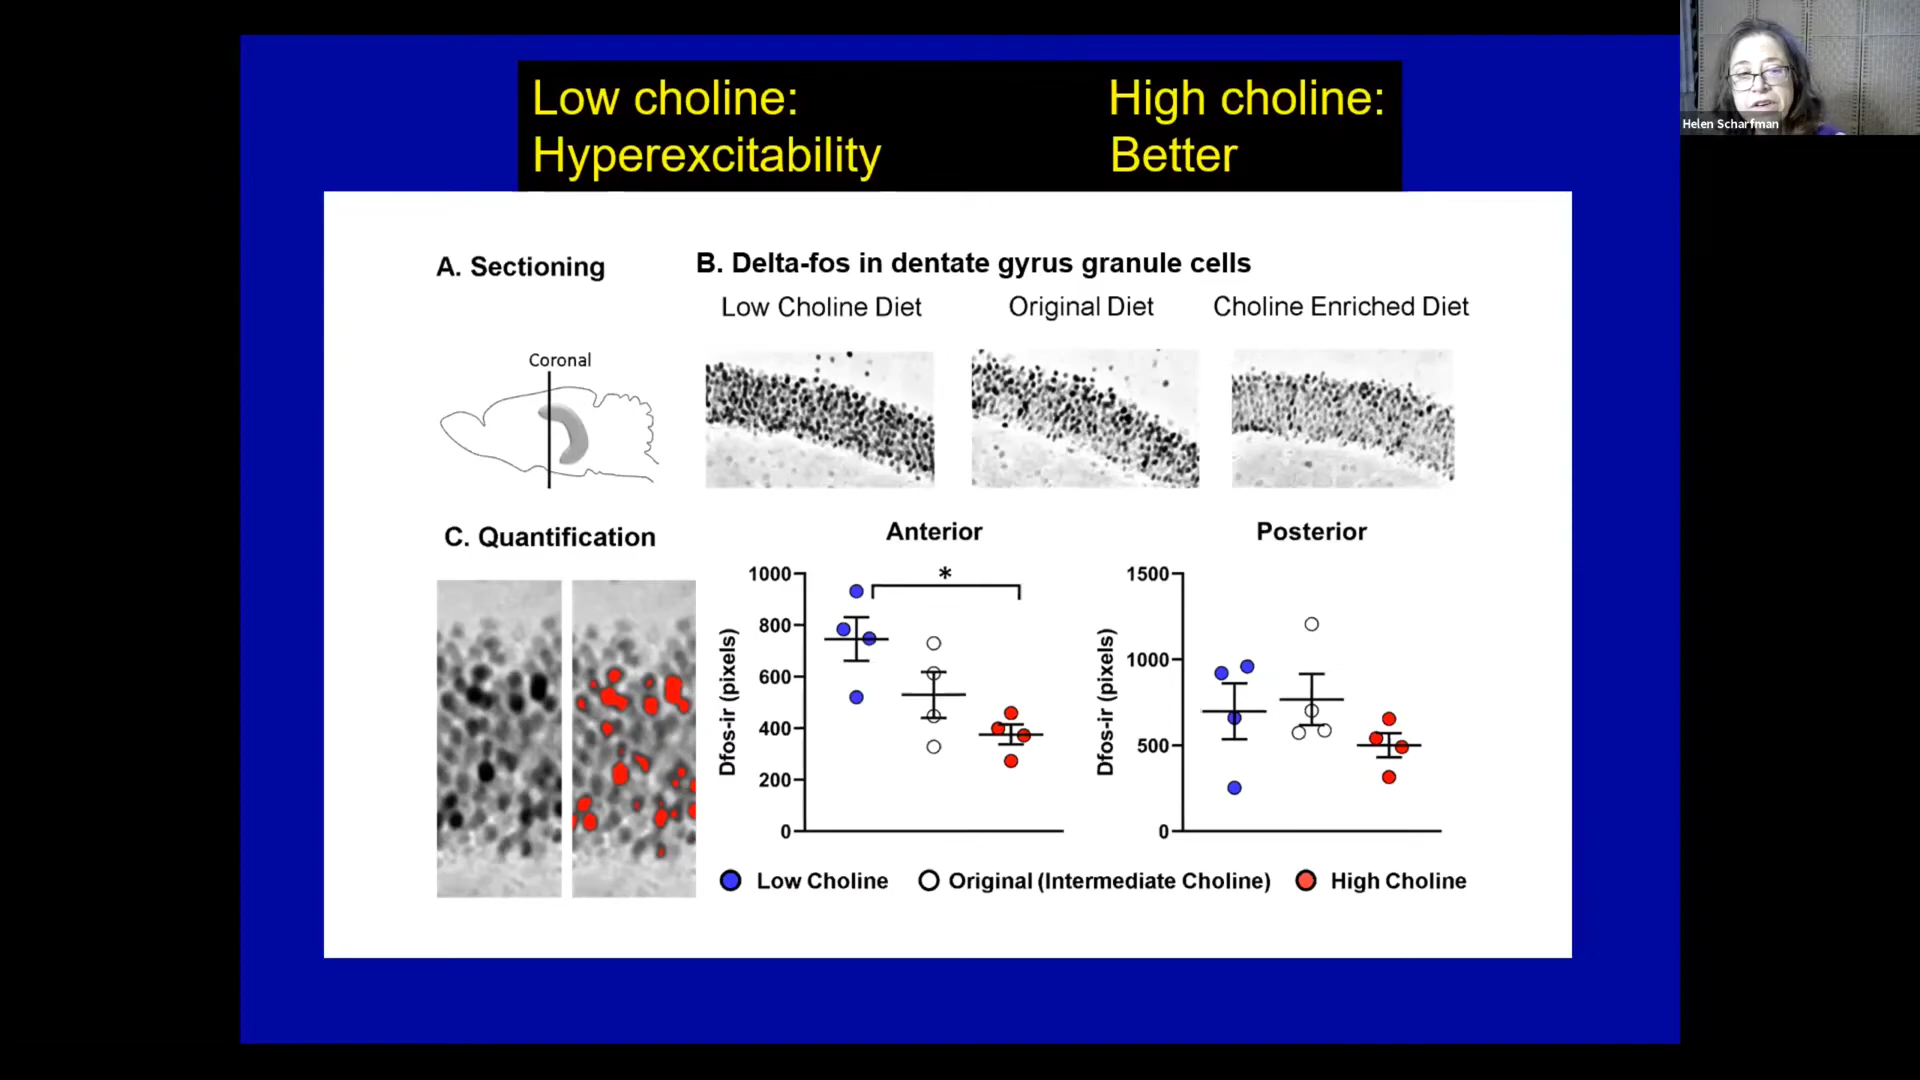 Low choline:
Hyperexcitability
High choline:
Better
Helen Scharfman
A. Sectioning
Coronal
B. Delta-fos in dentate gyrus granule cells
Low Choline Diet
Original Diet
Choline Enriched Diet
C. Quantification
Anterior
*
1000
800
600
400
200
0
Dfos-ir (pixels)
Posterior
1500
1000
500
0
Dfos-ir (pixels)
Low Choline
Original (Intermediate Choline)
High Choline